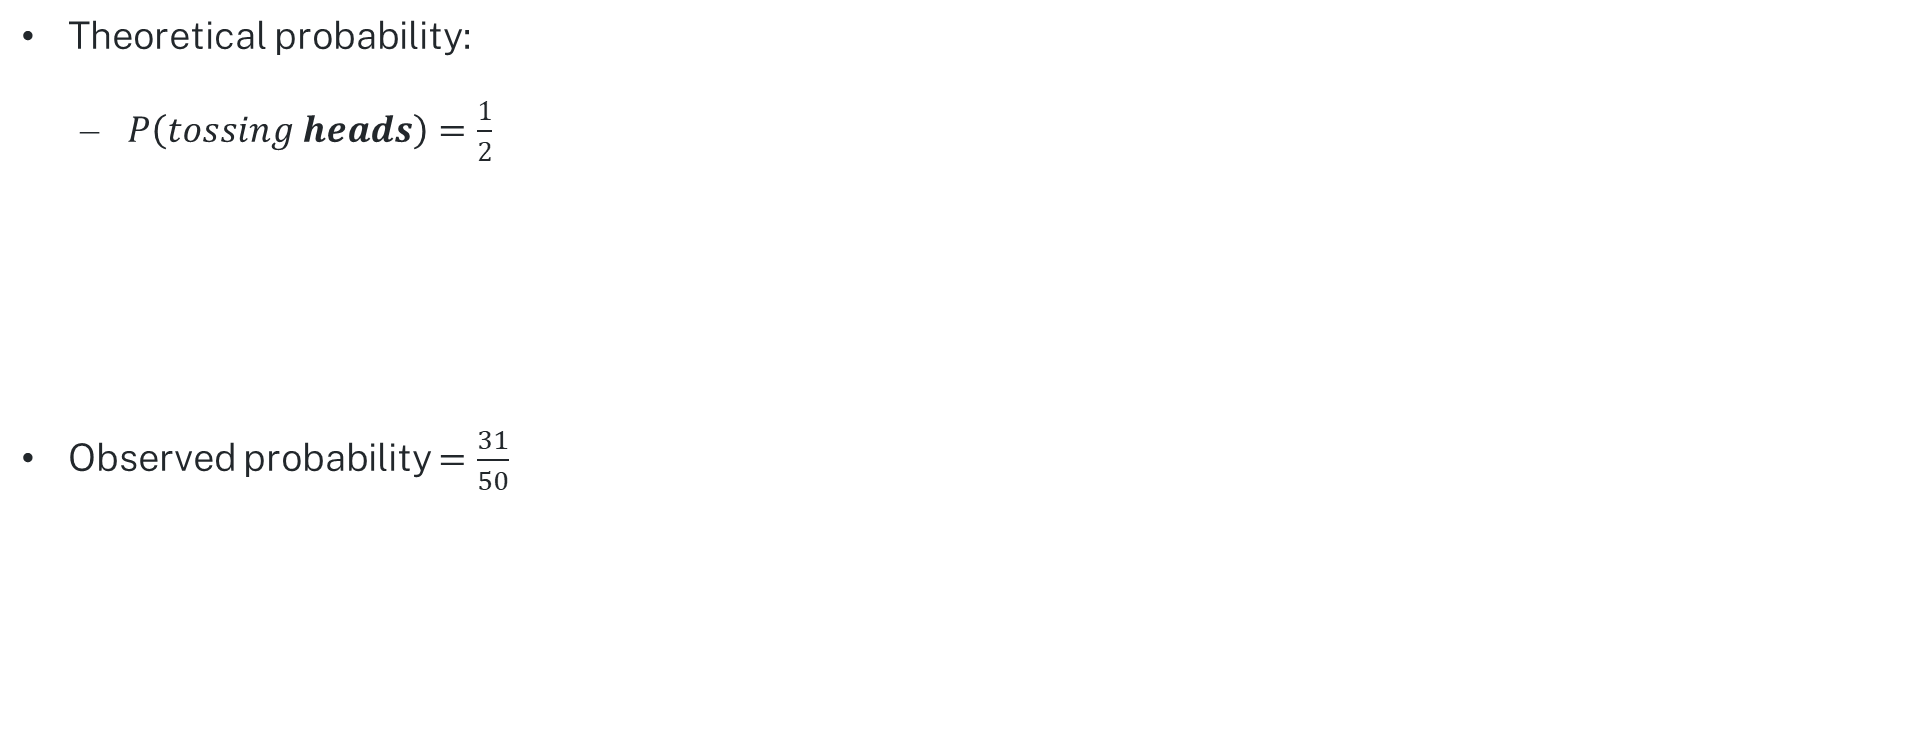 • Theoretical probability:
– P(tossing heads) = 1/2
• Observed probability = 31/50